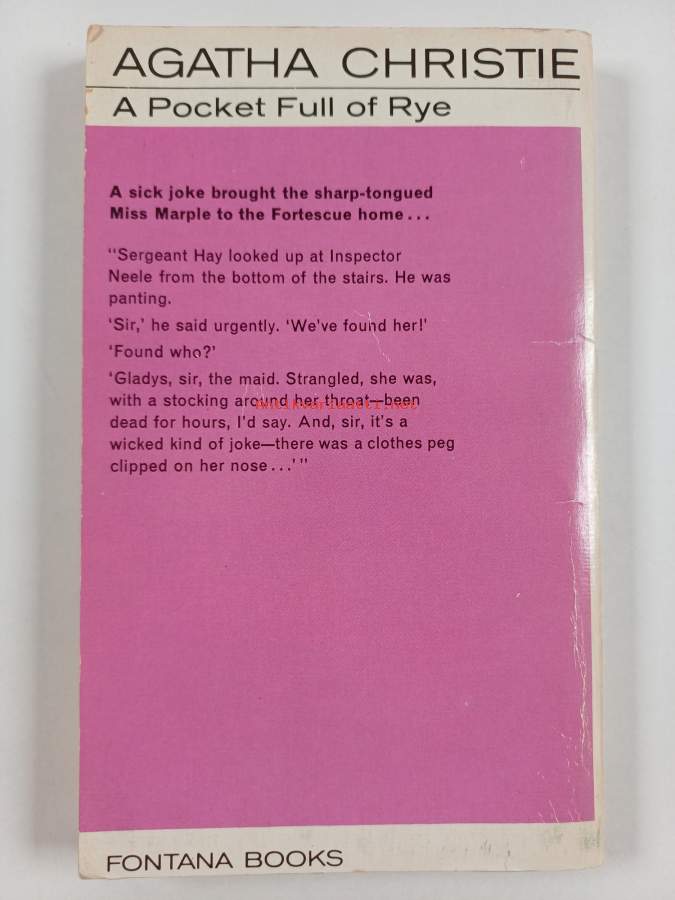 AGATHA CHRISTIE
A Pocket Full of Rye
A sick joke brought the sharp-tongued
Miss Marple to the Fortescue home...
"Sergeant Hay looked up at Inspector
Neele from the bottom of the stairs. He was
panting.
'Sir,' he said urgently. 'We've found her!'
'Found who?'
'Gladys, sir, the maid. Strangled, she was,
with a stocking around her throat—been
antikvariaatti.net
dead for hours, I'd say. And, sir, it's a
wicked kind of joke—there was a clothes peg
clipped on her nose...' "
FONTANA BOOKS